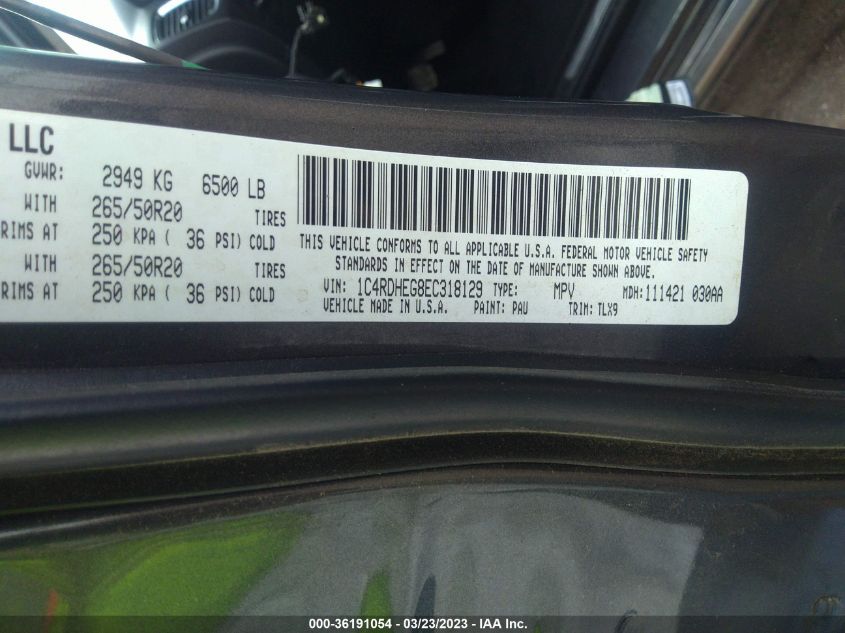 LLC
GVWR: 2949 KG 6500 LB
WITH 265/50R20 TIRES
RIMS AT 250 KPA ( 36 PSI) COLD
WITH 265/50R20 TIRES
RIMS AT 250 KPA ( 36 PSI) COLD
THIS VEHICLE CONFORMS TO ALL APPLICABLE U.S.A. FEDERAL MOTOR VEHICLE SAFETY
STANDARDS IN EFFECT ON THE DATE OF MANUFACTURE SHOWN ABOVE.
VIN: 1C4RDHEG8EC318129 TYPE: MPV MDH: 111421 030AA
VEHICLE MADE IN U.S.A. PAINT: PAU TRIM: TLX9
000-36191054 — 03/23/2023 — IAA Inc.